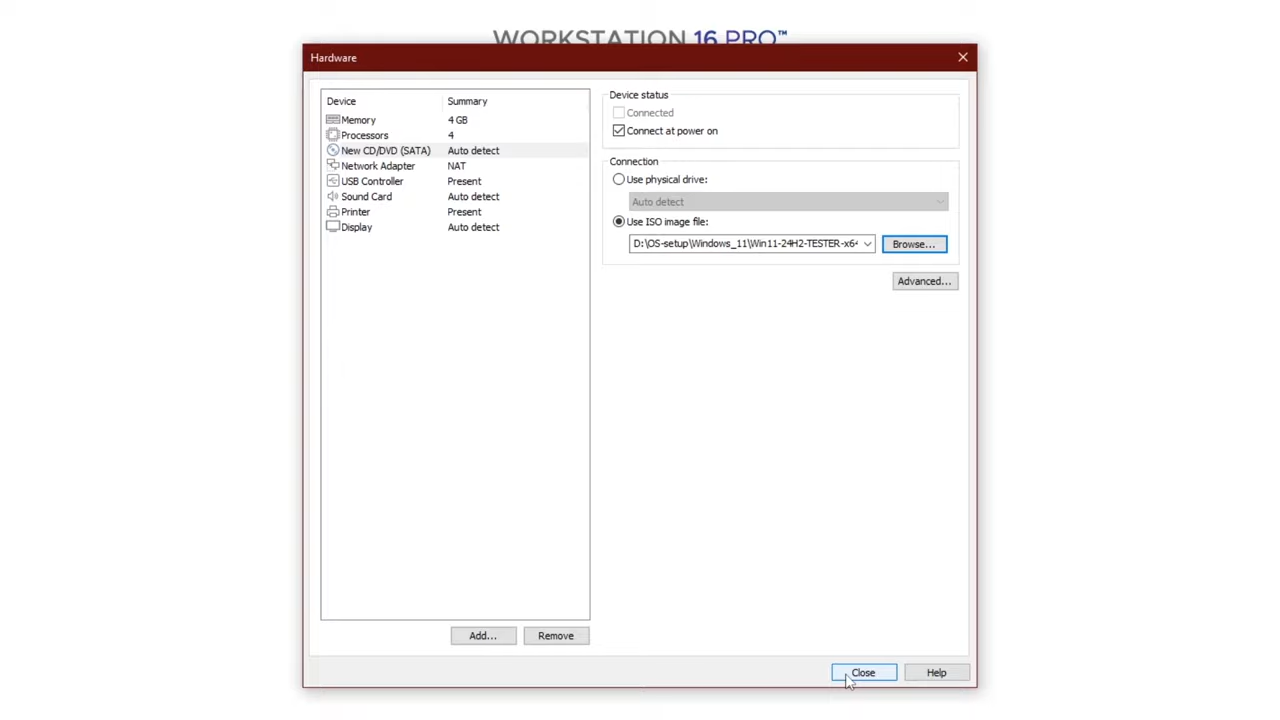 WORKSTATION 16 PRO™
Hardware
Device Summary
Memory 4 GB
Processors 4
New CD/DVD (SATA) Auto detect
Network Adapter NAT
USB Controller Present
Sound Card Auto detect
Printer Present
Display Auto detect
Add... Remove
Device status
Connected
Connect at power on
Connection
Use physical drive:
Auto detect
Use ISO image file:
D:\OS-setup\Windows_11\Win11-24H2-TESTER-x64 Browse...
Advanced...
Close Help